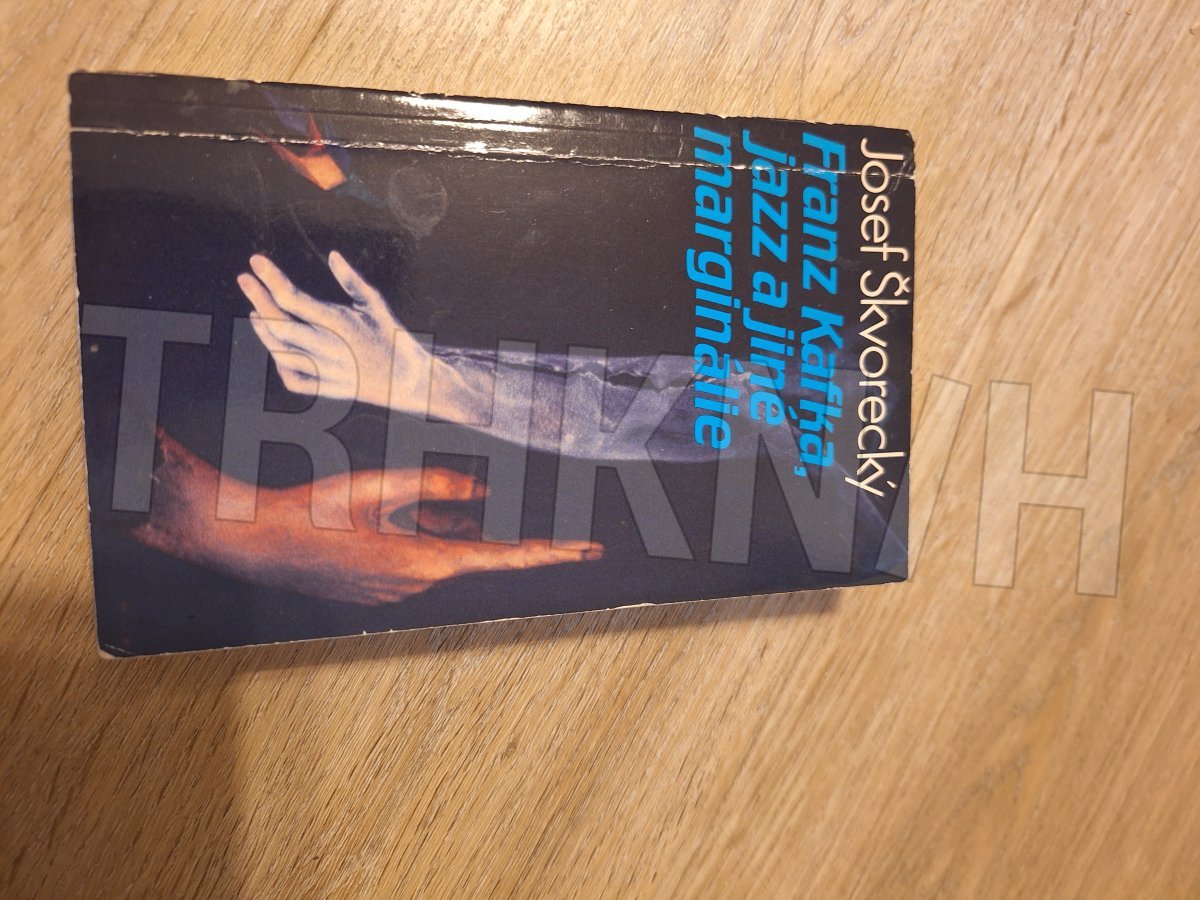 Josef Škvorecký
Franz Kafka,
jazz a jiné
marginálie
TRHKNIH